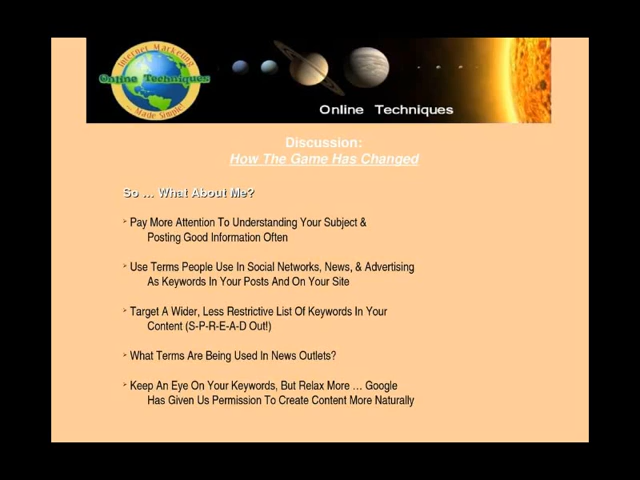 Internet Marketing
Online Techniques
Made Simple!
Online Techniques
Discussion:
How The Game Has Changed
So … What About Me?
➢ Pay More Attention To Understanding Your Subject &
Posting Good Information Often
➢ Use Terms People Use In Social Networks, News, & Advertising
As Keywords In Your Posts And On Your Site
➢ Target A Wider, Less Restrictive List Of Keywords In Your
Content (S-P-R-E-A-D Out!)
➢ What Terms Are Being Used In News Outlets?
➢ Keep An Eye On Your Keywords, But Relax More … Google
Has Given Us Permission To Create Content More Naturally